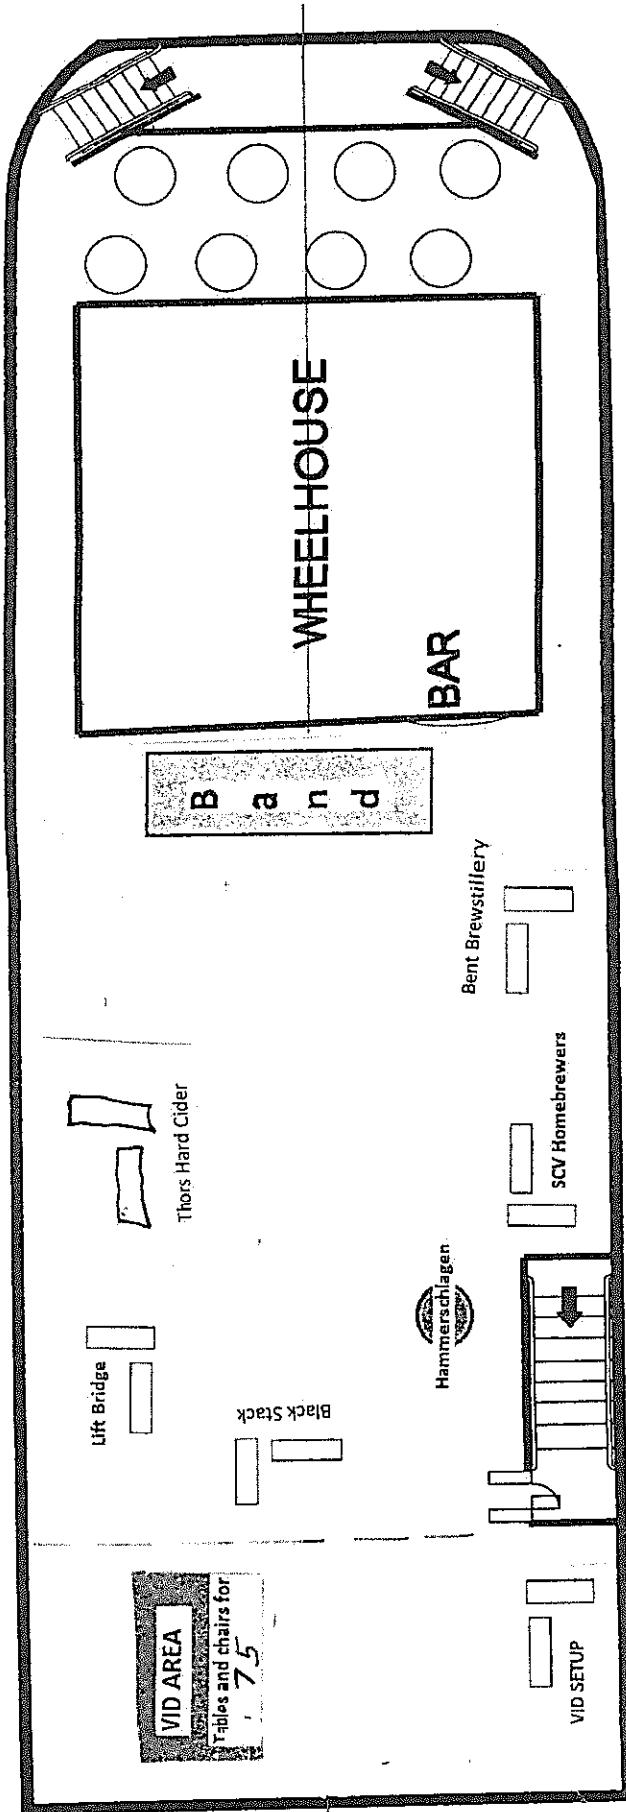 WHEELHOUSE
BAR
Band
Bent Brewstillery
Thors Hard Cider
SCV Homebrewers
Hammerschlagen
Lift Bridge
Black Stack
VID AREA
Tables and chairs for
75
VID SETUP